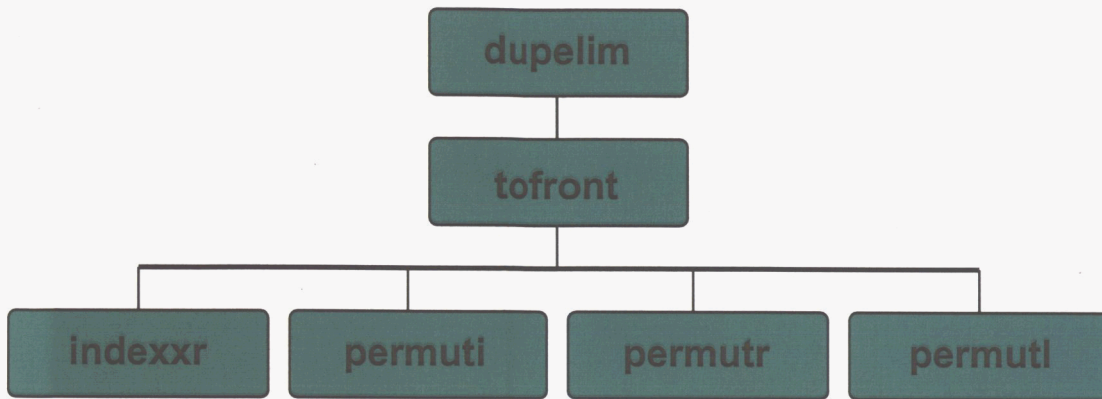 dupelim
tofront
indexxr
permuti
permutr
permutl